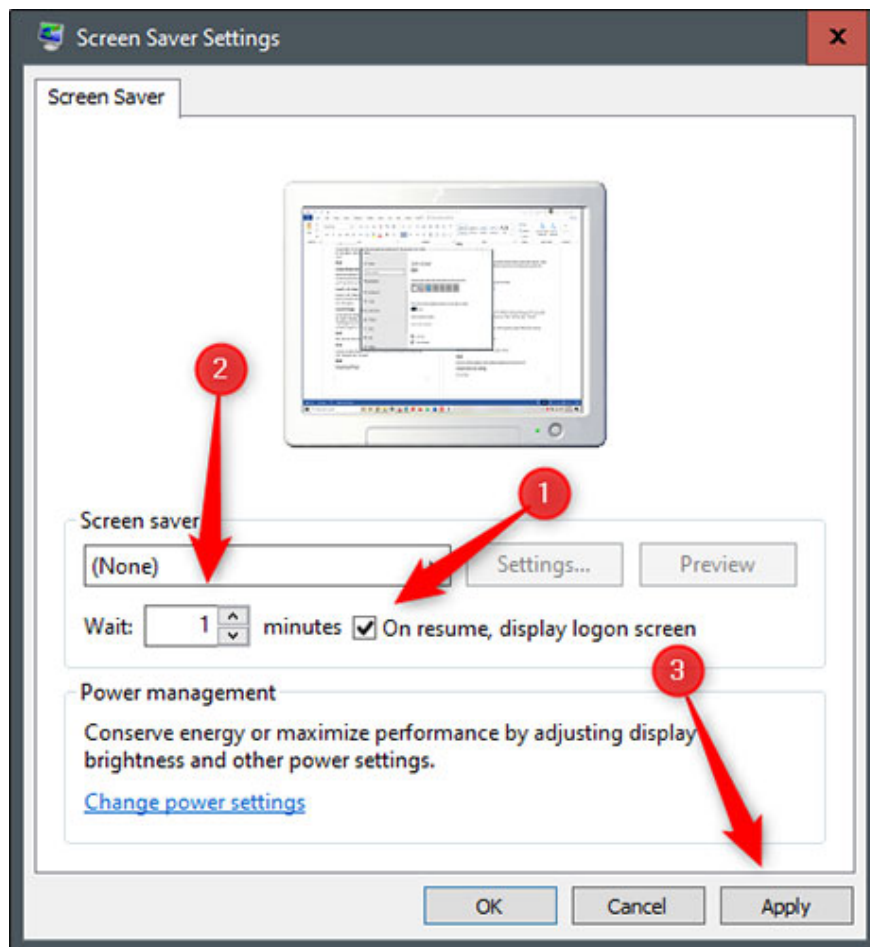 Screen Saver Settings
Screen Saver
2
1
Screen saver
(None)
Settings...
Preview
Wait:
1
minutes
On resume, display logon screen
3
Power management
Conserve energy or maximize performance by adjusting display
brightness and other power settings.
Change power settings
OK
Cancel
Apply